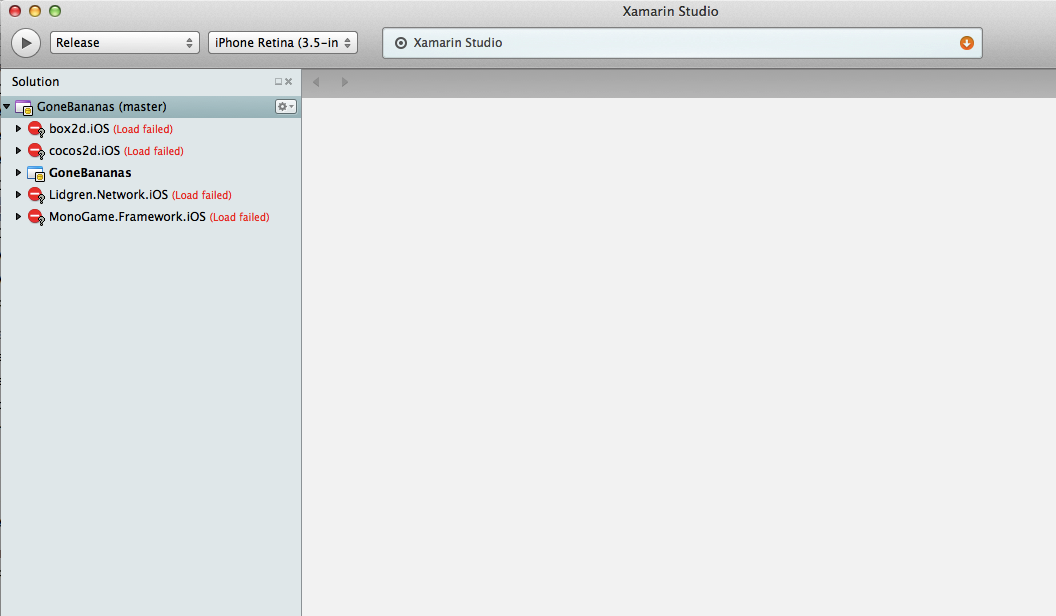 Xamarin Studio
Release
iPhone Retina (3.5-in
Xamarin Studio
Solution
GoneBananas (master)
box2d.iOS (Load failed)
cocos2d.iOS (Load failed)
GoneBananas
Lidgren.Network.iOS (Load failed)
MonoGame.Framework.iOS (Load failed)